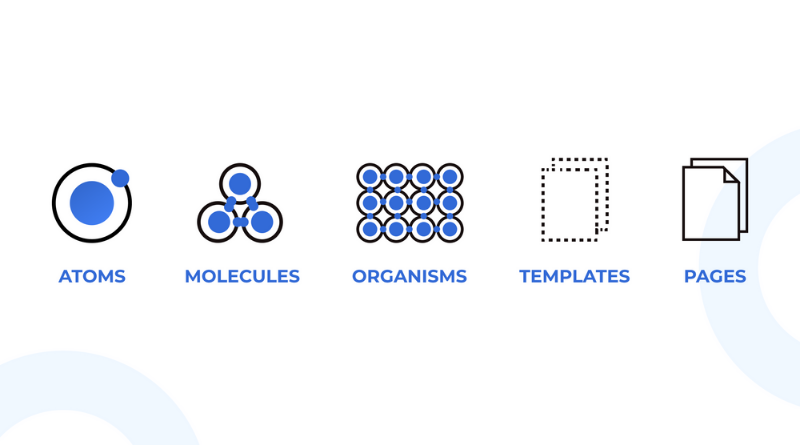 ATOMS
MOLECULES
ORGANISMS
TEMPLATES
PAGES